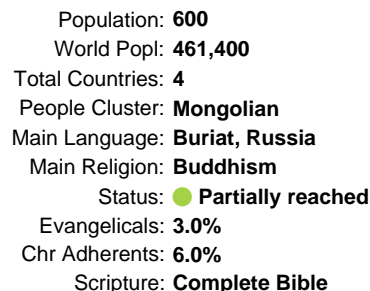 Population: 600
World Popl: 461,400
Total Countries: 4
People Cluster: Mongolian
Main Language: Buriat, Russia
Main Religion: Buddhism
Status: Partially reached
Evangelicals: 3.0%
Chr Adherents: 6.0%
Scripture: Complete Bible